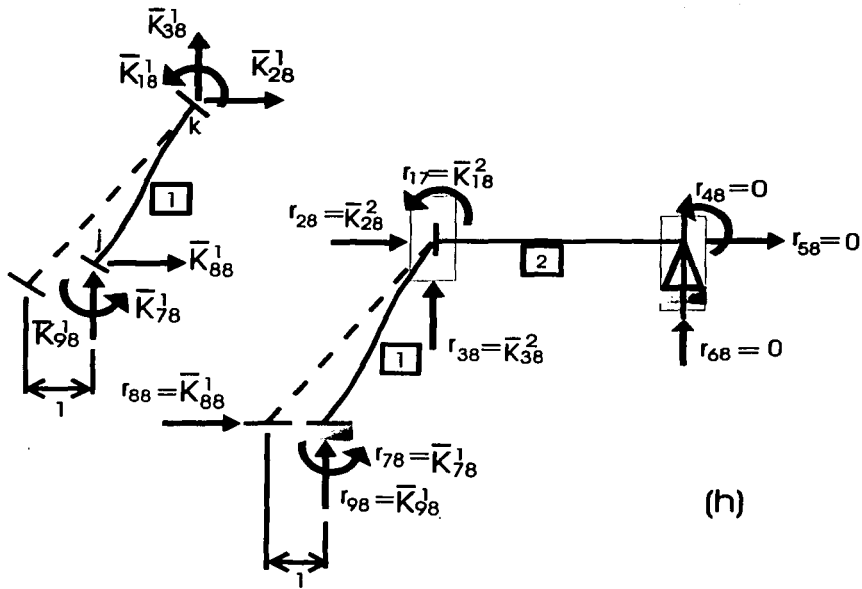 K̄¹₃₈
K̄¹₁₈
K̄¹₂₈
k
1
j
K̄¹₈₈
K̄¹₇₈
K̄¹₉₈
1
r₁₇ = K̄²₁₈
r₄₈ = 0
r₂₈ = K̄²₂₈
r₅₈ = 0
2
r₃₈ = K̄²₃₈
1
r₆₈ = 0
r₈₈ = K̄¹₈₈
r₇₈ = K̄¹₇₈
r₉₈ = K̄¹₉₈
(h)
1